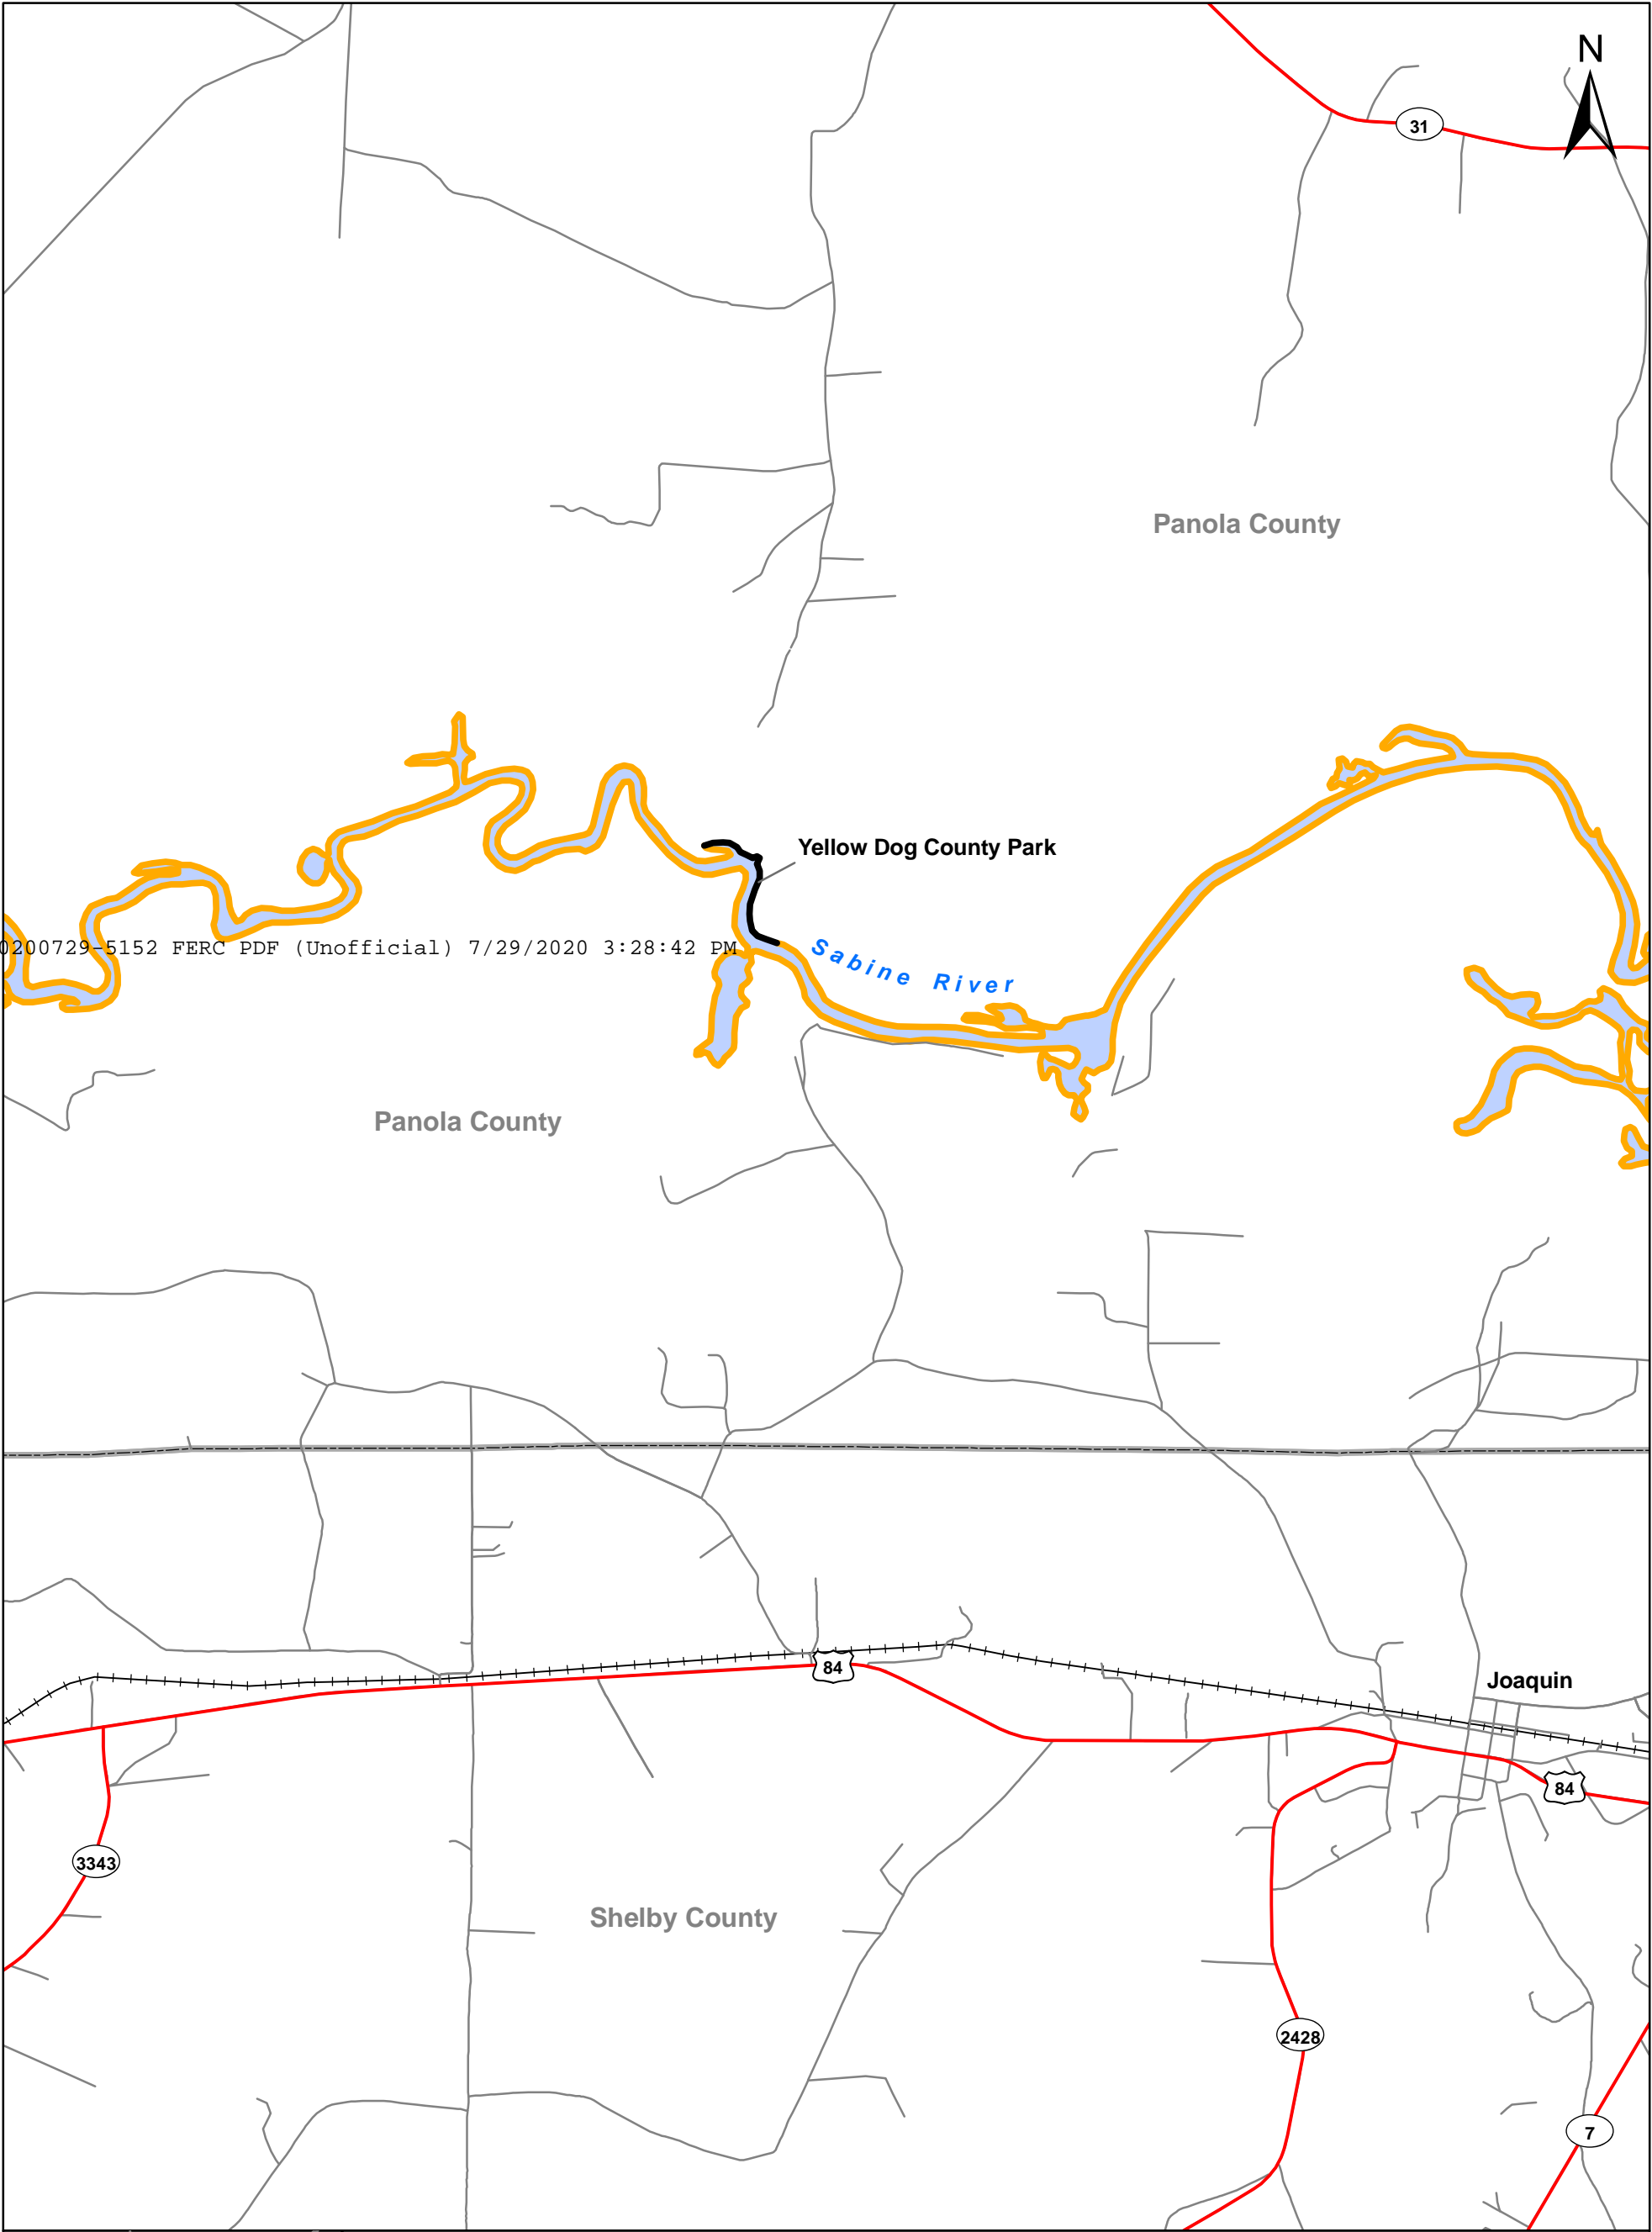 N
31
Panola County
Yellow Dog County Park
0200729-5152 FERC PDF (Unofficial) 7/29/2020 3:28:42 PM
Sabine River
Panola County
84
Joaquin
84
3343
Shelby County
2428
7